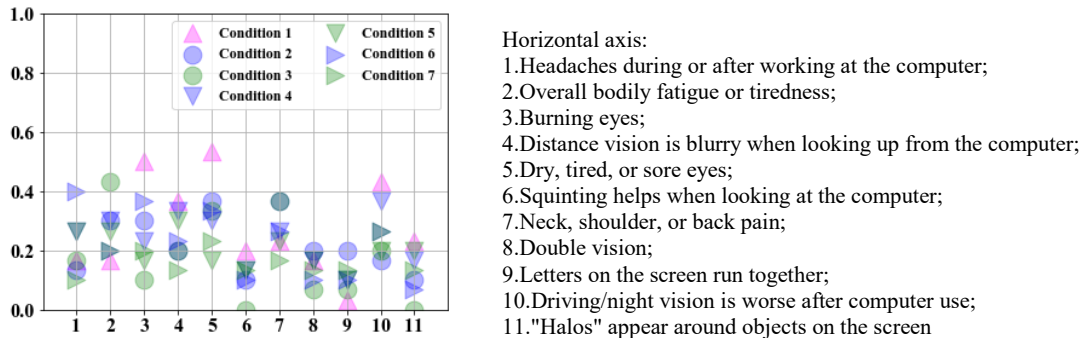 1.0
0.8
0.6
0.4
0.2
0.0
1 2 3 4 5 6 7 8 9 10 11
Condition 1
Condition 2
Condition 3
Condition 4
Condition 5
Condition 6
Condition 7
Horizontal axis:
1.Headaches during or after working at the computer;
2.Overall bodily fatigue or tiredness;
3.Burning eyes;
4.Distance vision is blurry when looking up from the computer;
5.Dry, tired, or sore eyes;
6.Squinting helps when looking at the computer;
7.Neck, shoulder, or back pain;
8.Double vision;
9.Letters on the screen run together;
10.Driving/night vision is worse after computer use;
11."Halos" appear around objects on the screen